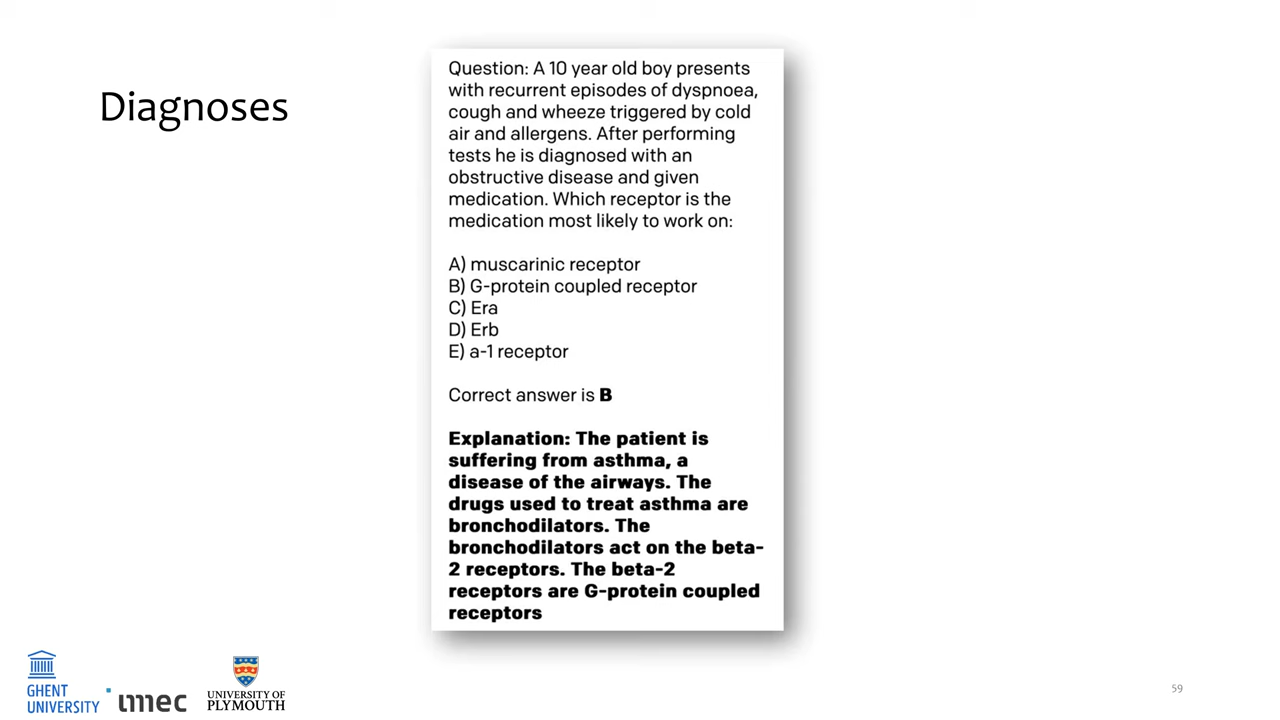 Diagnoses
Question: A 10 year old boy presents
with recurrent episodes of dyspnoea,
cough and wheeze triggered by cold
air and allergens. After performing
tests he is diagnosed with an
obstructive disease and given
medication. Which receptor is the
medication most likely to work on:
A) muscarinic receptor
B) G-protein coupled receptor
C) Era
D) Erb
E) a-1 receptor
Correct answer is B
Explanation: The patient is
suffering from asthma, a
disease of the airways. The
drugs used to treat asthma are
bronchodilators. The
bronchodilators act on the beta-
2 receptors. The beta-2
receptors are G-protein coupled
receptors
GHENT
UNIVERSITY
imec
UNIVERSITY OF
PLYMOUTH
59